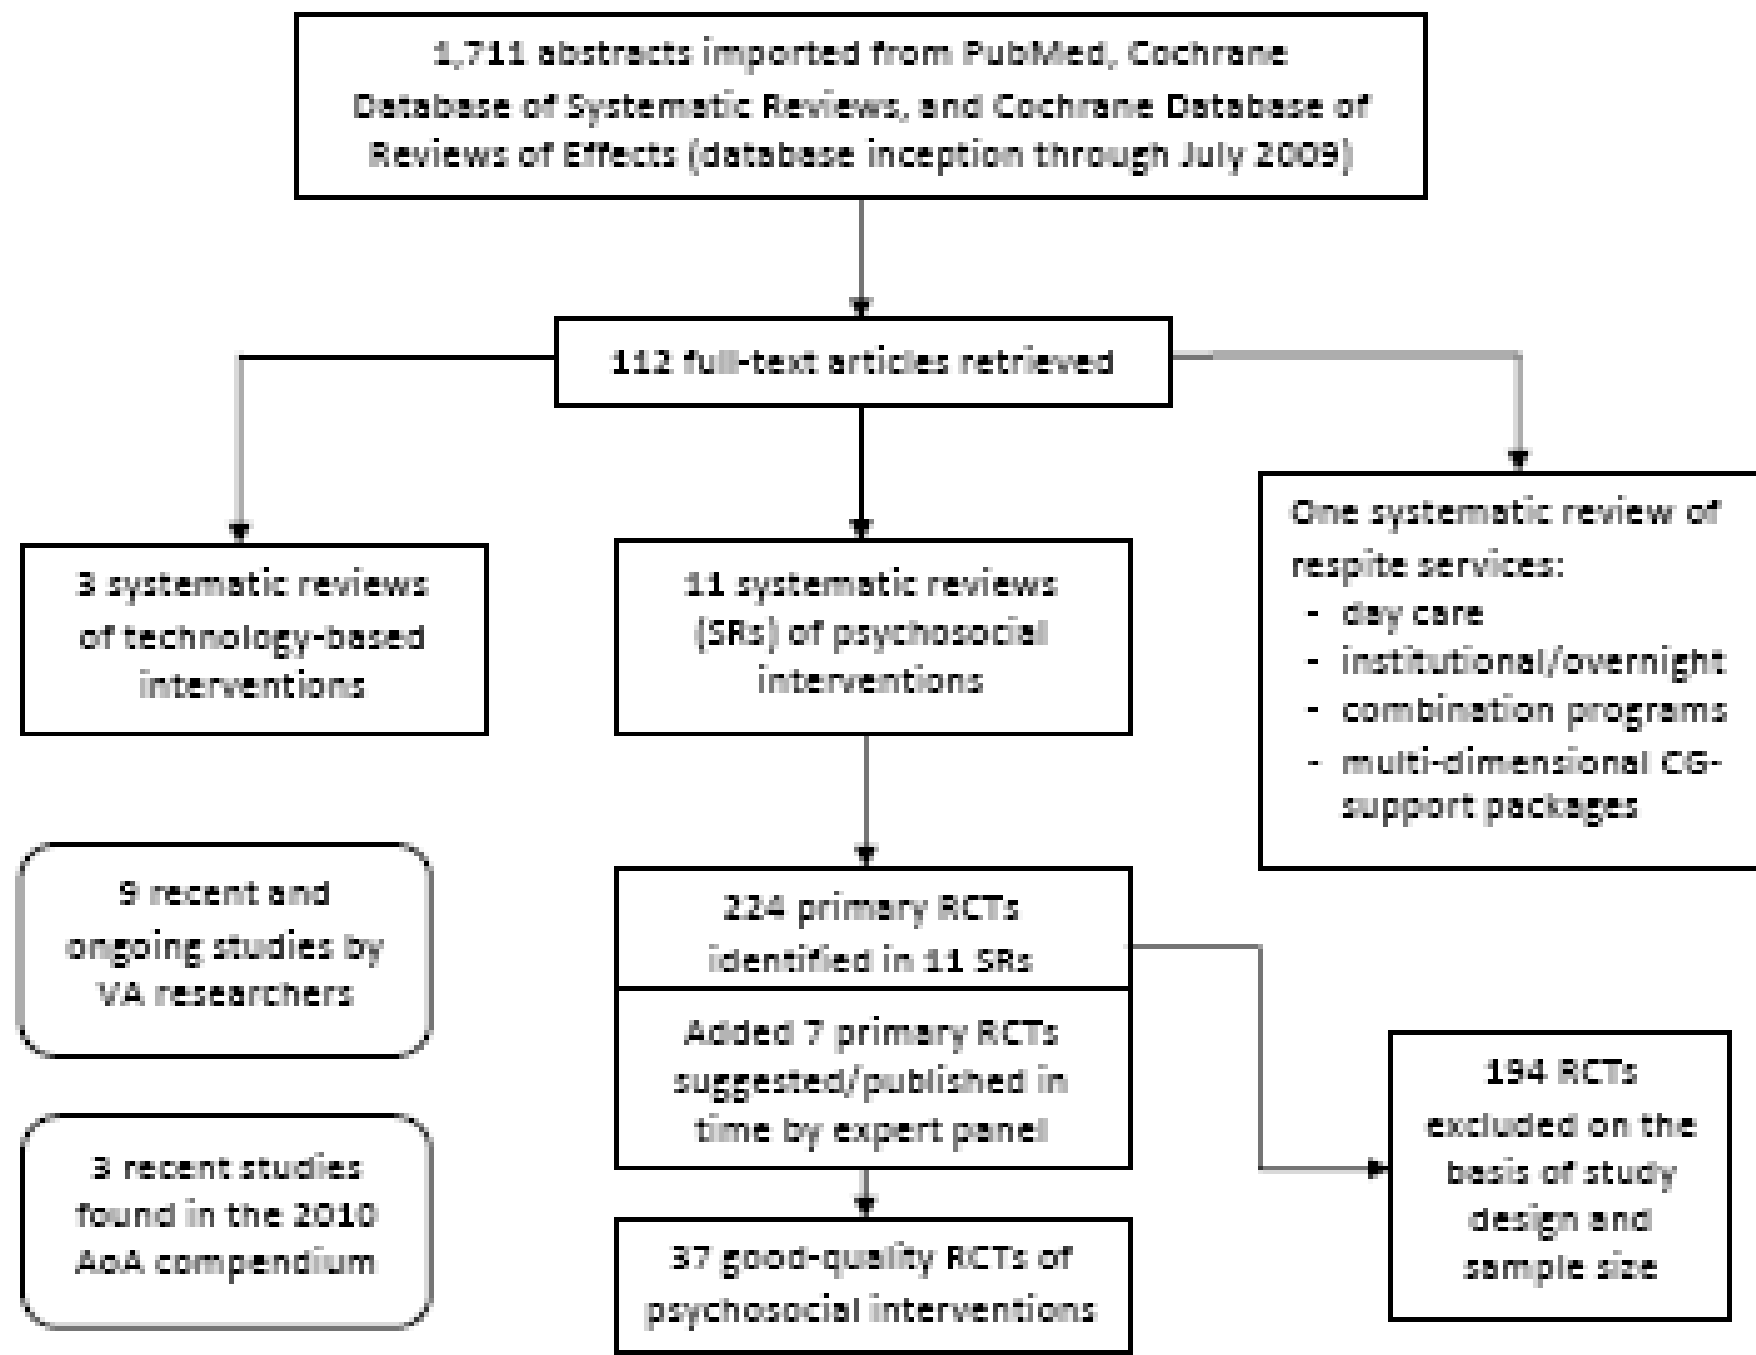 1,711 abstracts imported from PubMed, Cochrane
Database of Systematic Reviews, and Cochrane Database of
Reviews of Effects (database inception through July 2009)
112 full-text articles retrieved
3 systematic reviews
of technology-based
interventions
11 systematic reviews
(SRs) of psychosocial
interventions
One systematic review of
respite services:
- day care
- institutional/overnight
- combination programs
- multi-dimensional CG-
support packages
9 recent and
ongoing studies by
VA researchers
3 recent studies
found in the 2010
AoA compendium
224 primary RCTs
identified in 11 SRs
Added 7 primary RCTs
suggested/published in
time by expert panel
37 good-quality RCTs of
psychosocial interventions
194 RCTs
excluded on the
basis of study
design and
sample size